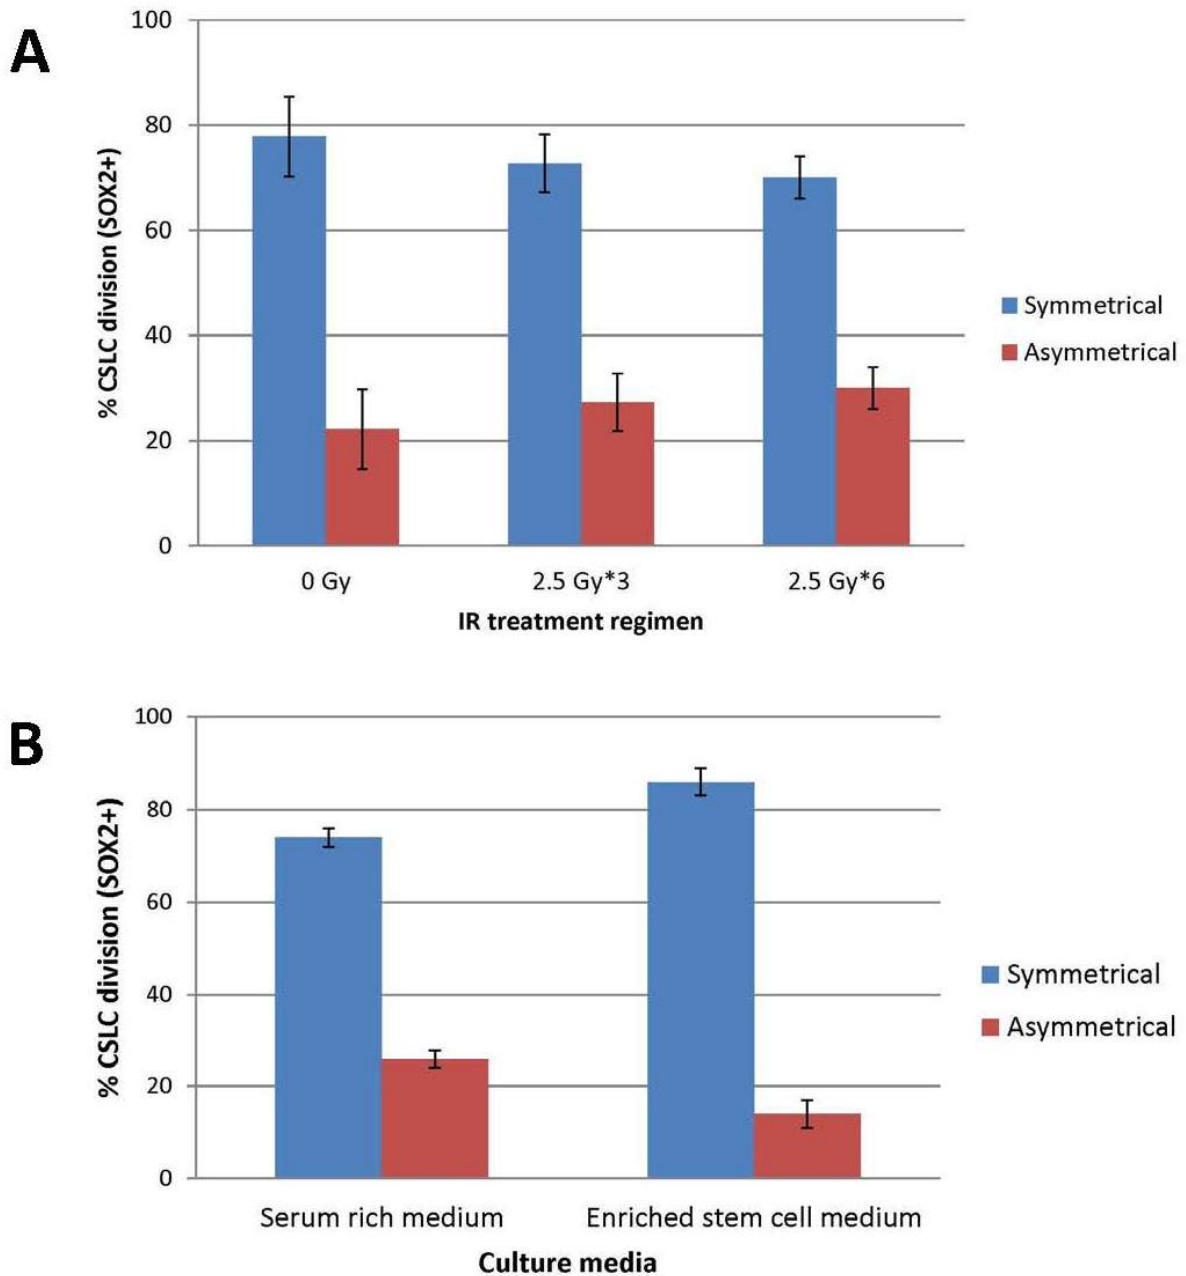 A
100
80
60
40
20
0
% CSLC division (SOX2+)
0 Gy 2.5 Gy*3 2.5 Gy*6
IR treatment regimen
Symmetrical
Asymmetrical
B
100
80
60
40
20
0
% CSLC division (SOX2+)
Serum rich medium Enriched stem cell medium
Culture media
Symmetrical
Asymmetrical